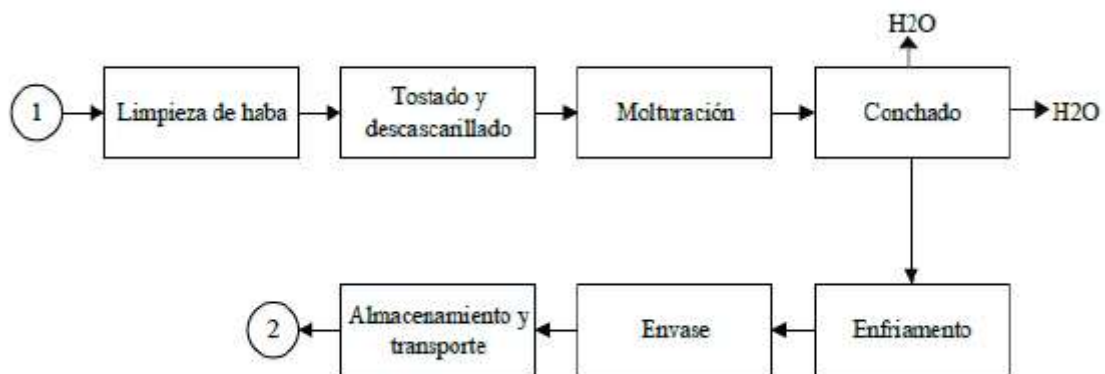 H2O
1
Limpieza de haba
Tostado y
descascarillado
Molturación
Conchado
H2O
2
Almacenamiento y
transporte
Envase
Enfriamento